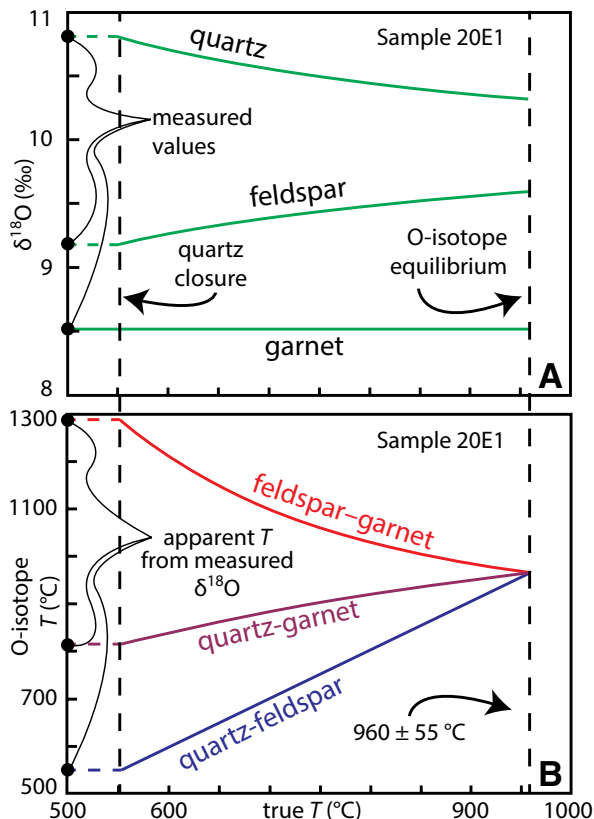 11
quartz
Sample 20E1
measured
values
10
feldspar
δ¹⁸O (‰)
quartz
closure
O-isotope
equilibrium
9
garnet
8
A
1300
Sample 20E1
feldspar–garnet
1100
apparent T
from measured
δ¹⁸O
O-isotope
T (°C)
quartz-garnet
700
quartz-feldspar
960 ± 55 °C
500
B
500
600
true T (°C)
900
1000